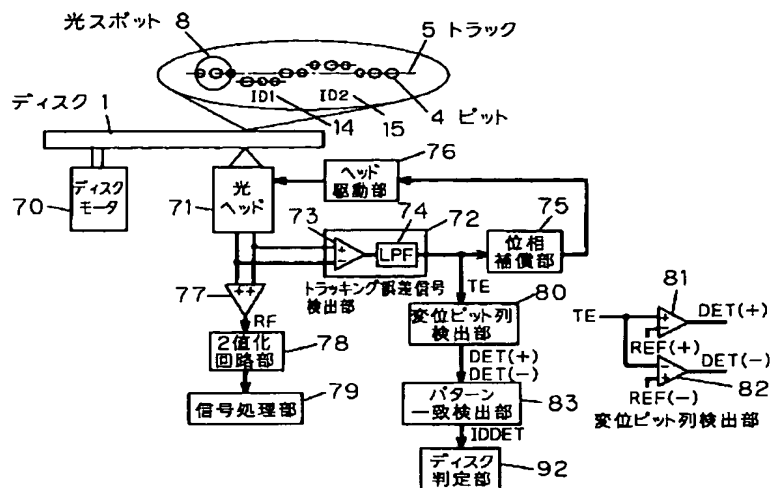 光スポット 8
5 トラック
ID1
ID2
4 ピット
14
15
ディスク 1
76
ヘッド
駆動部
ディスク
モータ
70
光
ヘッド
71
73
74
72
75
LPF
位相
補償部
トラッキング誤差信号
検出部
TE
77
RF
80
変位ピット列
検出部
81
TE
DET(+)
REF(+)
DET(-)
REF(-)
82
変位ピット列検出部
2値化
回路部
78
DET(+)
DET(-)
信号処理部
79
パターン
一致検出部
83
IDDET
ディスク
判定部
92